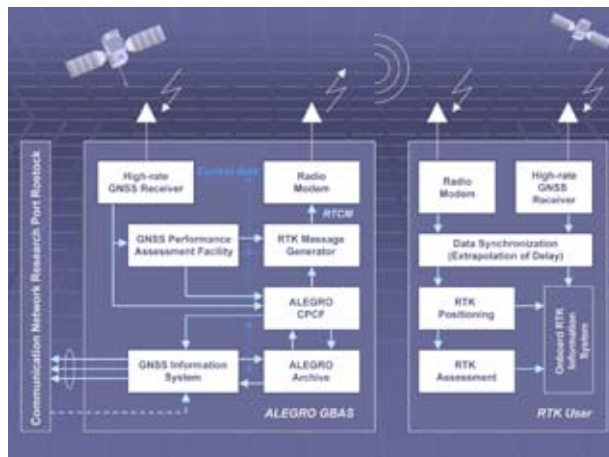 Communication Network Research Port Rostock
High-rate
GNSS Receiver
Radio
Modem
Control data
RTCM
GNSS Performance
Assessment Facility
RTK Message
Generator
ALEGRO
CPCF
GNSS Information
System
ALEGRO
Archive
ALEGRO GBAS
Radio
Modem
High-rate
GNSS
Receiver
Data Synchronization
(Extrapolation of Delay)
RTK
Positioning
RTK
Assessment
Onboard RTK
Information
System
RTK User